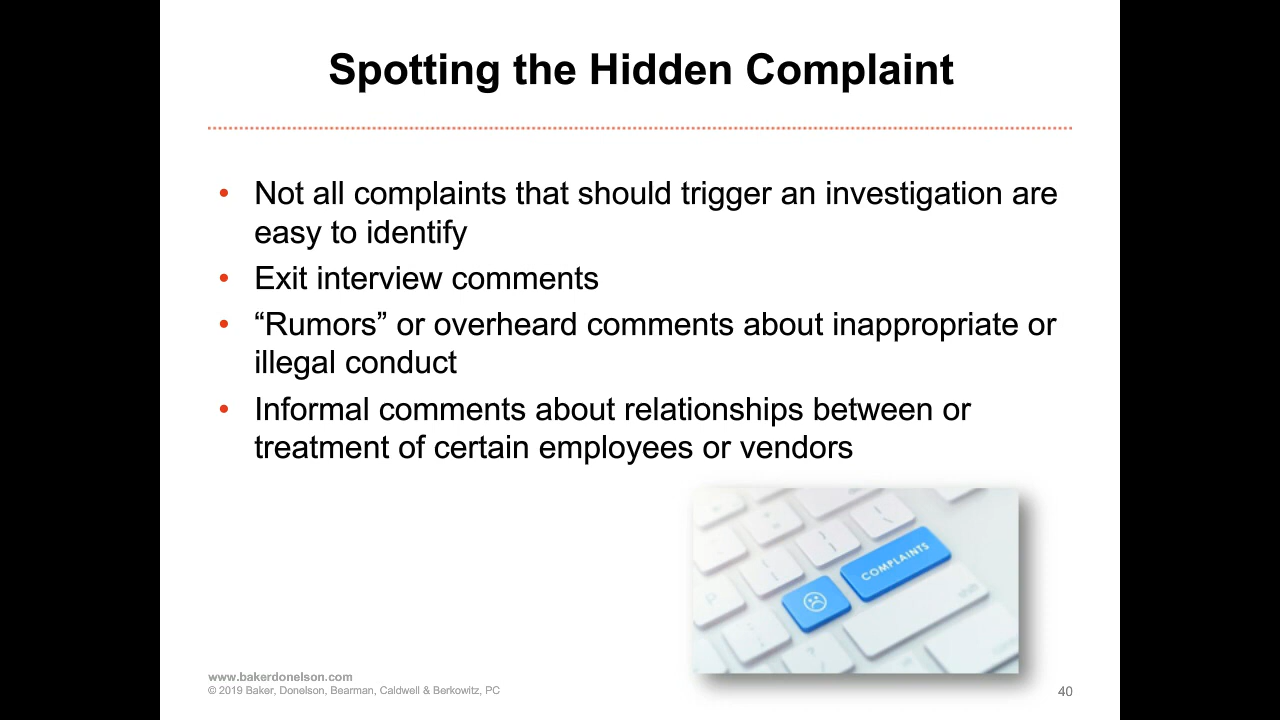 Spotting the Hidden Complaint
• Not all complaints that should trigger an investigation are
easy to identify
• Exit interview comments
• “Rumors” or overheard comments about inappropriate or
illegal conduct
• Informal comments about relationships between or
treatment of certain employees or vendors
COMPLAINTS
P
shift
www.bakerdonelson.com
© 2019 Baker, Donelson, Bearman, Caldwell & Berkowitz, PC
40